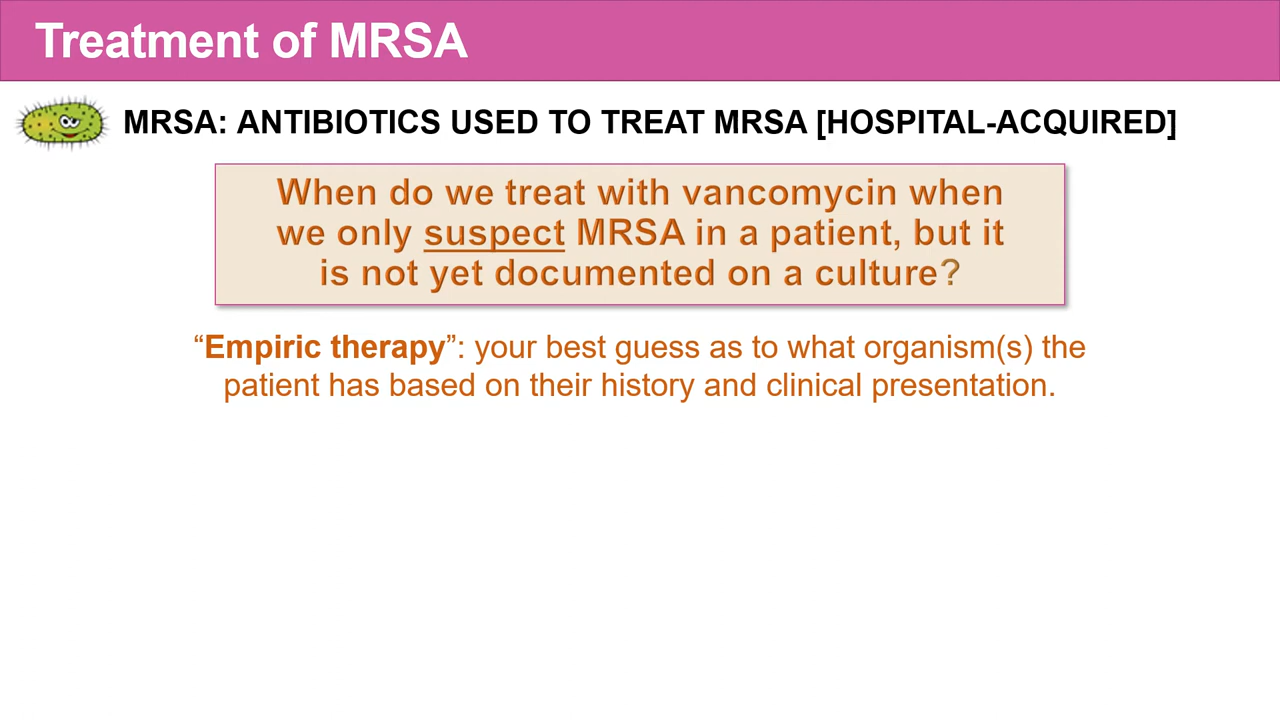 Treatment of MRSA
MRSA: ANTIBIOTICS USED TO TREAT MRSA [HOSPITAL-ACQUIRED]
When do we treat with vancomycin when
we only suspect MRSA in a patient, but it
is not yet documented on a culture?
“Empiric therapy”: your best guess as to what organism(s) the
patient has based on their history and clinical presentation.